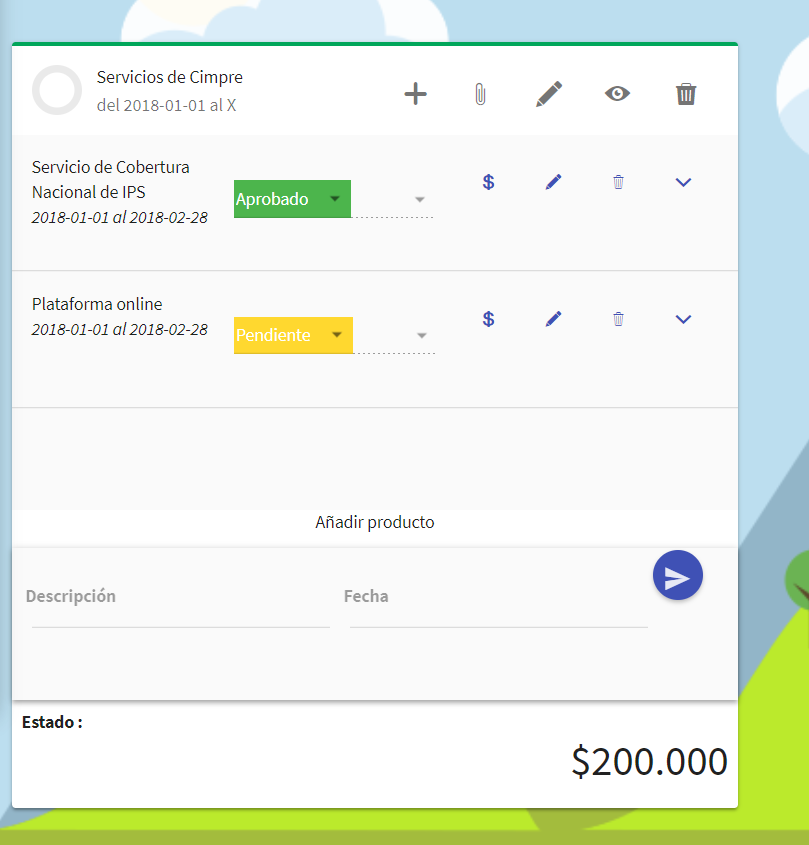 Servicios de Cimpre
del 2018-01-01 al X
Servicio de Cobertura
Nacional de IPS
2018-01-01 al 2018-02-28
Aprobado
$
Plataforma online
2018-01-01 al 2018-02-28
Pendiente
$
Añadir producto
Descripción
Fecha
Estado :
$200.000